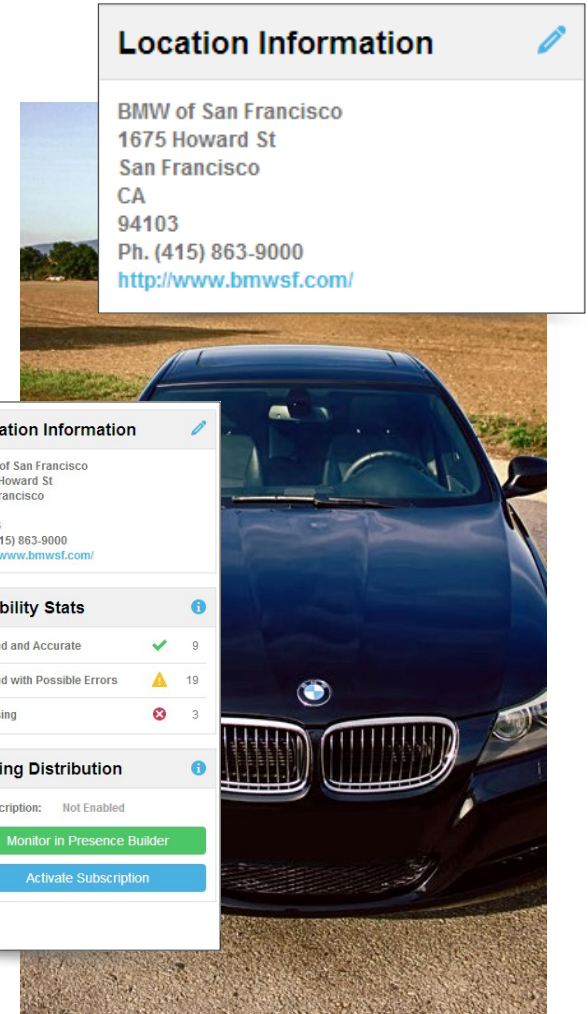 Location Information
BMW of San Francisco
1675 Howard St
San Francisco
CA
94103
Ph. (415) 863-9000
http://www.bmwsf.com/
ation Information
of San Francisco
Howard St
rancisco
15) 863-9000
www.bmwsf.com/
bility Stats
d and Accurate 9
d with Possible Errors 19
sing 3
ing Distribution
cription: Not Enabled
Monitor in Presence Builder
Activate Subscription
BMW